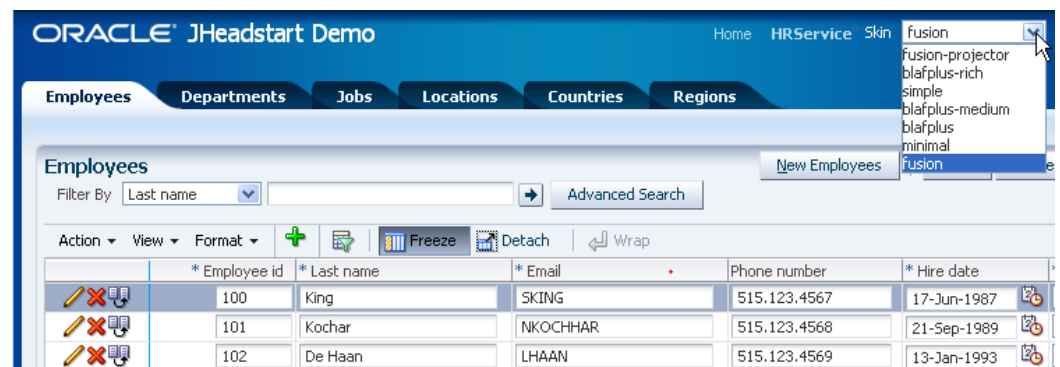 ORACLE JHeadstart Demo Home HRService Skin fusion
fusion-projector
blafplus-rich
simple
blafplus-medium
blafplus
minimal
fusion
Employees Departments Jobs Locations Countries Regions
Employees New Employees
Filter By Last name Advanced Search
Action View Format Freeze Detach Wrap
* Employee id * Last name * Email Phone number * Hire date *
100 King SKING 515.123.4567 17-Jun-1987
101 Kochar NKOCHHAR 515.123.4568 21-Sep-1989
102 De Haan LHAAN 515.123.4569 13-Jan-1993